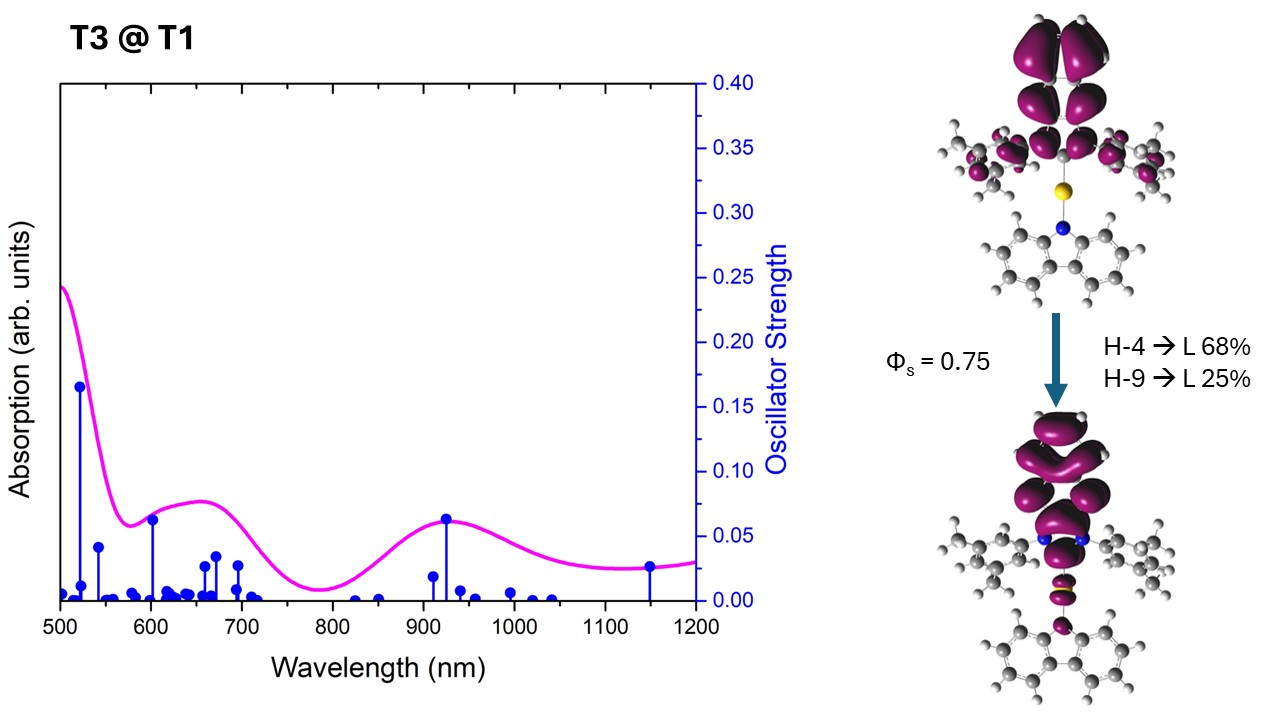 T3 @ T1
0.40
0.35
0.30
0.25
0.20
0.15
0.10
0.05
0.00
Absorption (arb. units)
Oscillator Strength
500 600 700 800 900 1000 1100 1200
Wavelength (nm)
Φs = 0.75
H-4 → L 68%
H-9 → L 25%